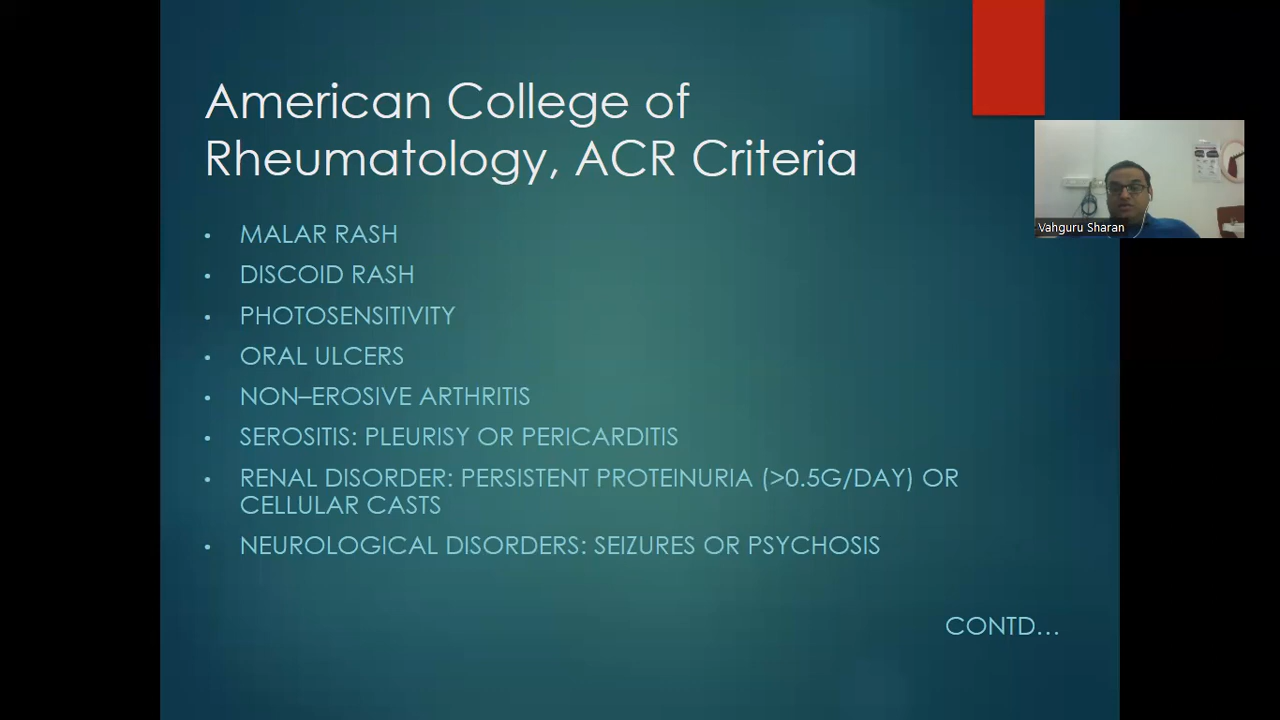 American College of
Rheumatology, ACR Criteria
• MALAR RASH
• DISCOID RASH
• PHOTOSENSITIVITY
• ORAL ULCERS
• NON–EROSIVE ARTHRITIS
• SEROSITIS: PLEURISY OR PERICARDITIS
• RENAL DISORDER: PERSISTENT PROTEINURIA (>0.5G/DAY) OR
CELLULAR CASTS
• NEUROLOGICAL DISORDERS: SEIZURES OR PSYCHOSIS
CONTD...
Vahguru Sharan